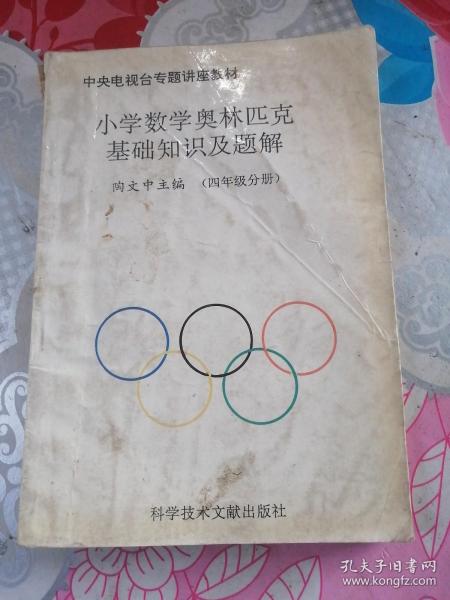 中央电视台专题讲座教材
小学数学奥林匹克
基础知识及题解
陶文中主编 （四年级分册）
科学技术文献出版社
孔夫子旧书网
www.kongfz.com